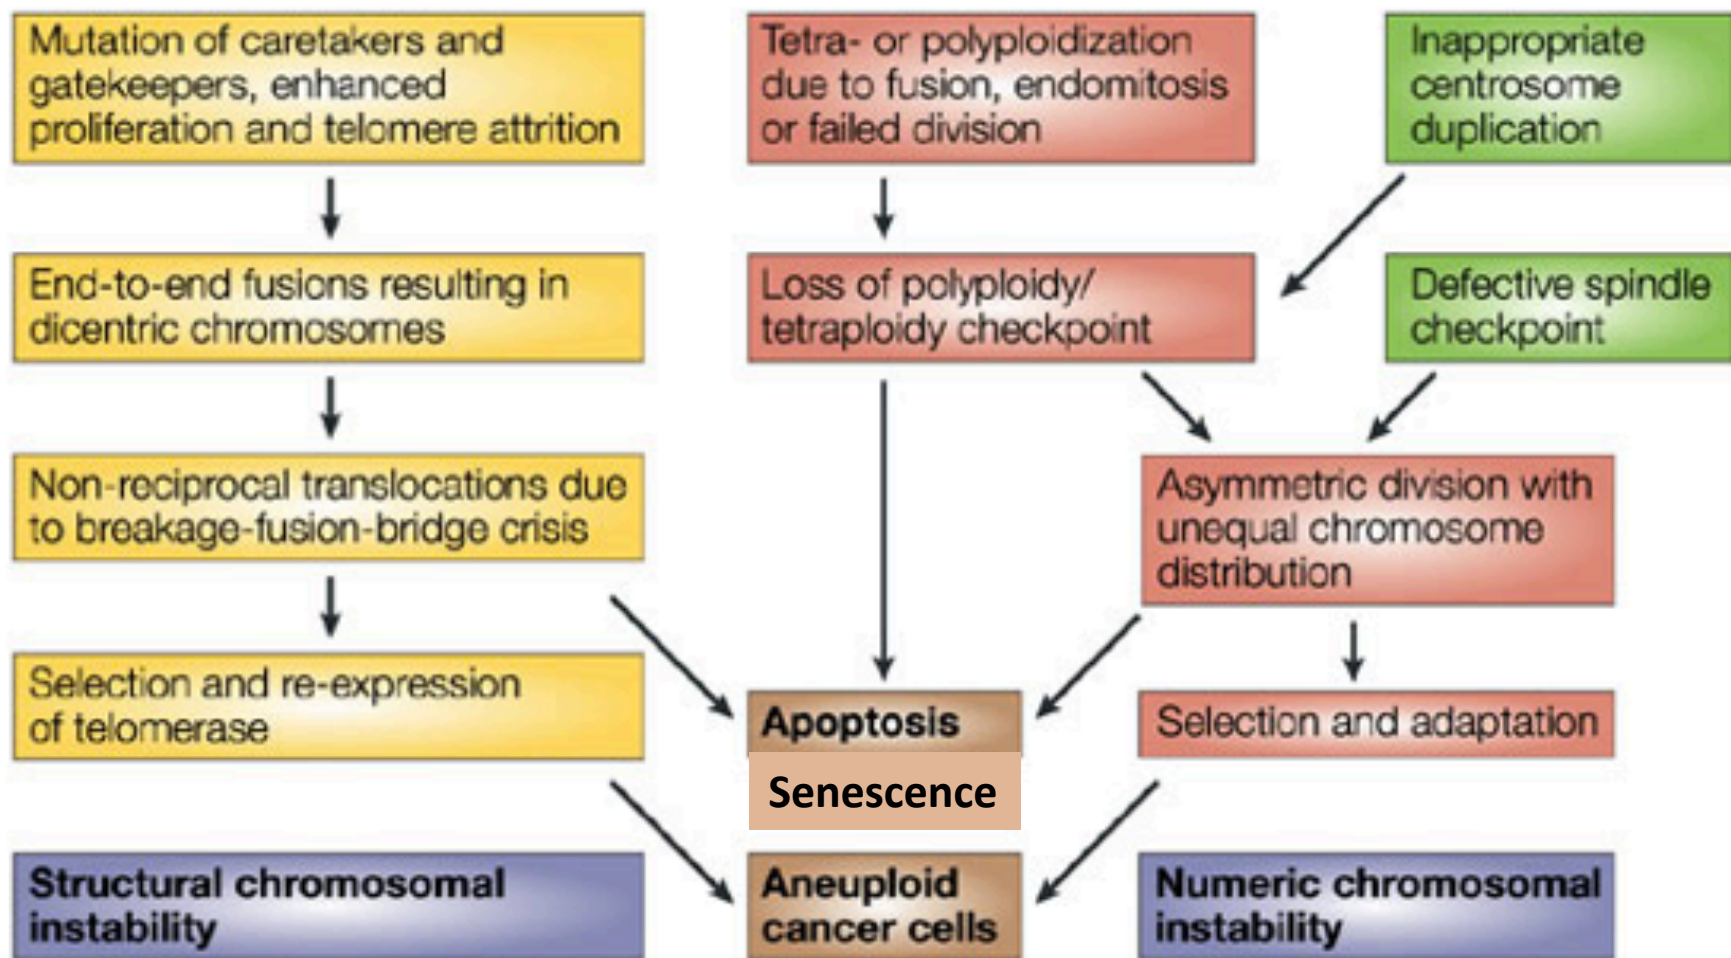 Mutation of caretakers and
gatekeepers, enhanced
proliferation and telomere attrition
Tetra- or polyploidization
due to fusion, endomitosis
or failed division
Inappropriate
centrosome
duplication
End-to-end fusions resulting in
dicentric chromosomes
Loss of polyploidy/
tetraploidy checkpoint
Defective spindle
checkpoint
Non-reciprocal translocations due
to breakage-fusion-bridge crisis
Asymmetric division with
unequal chromosome
distribution
Selection and re-expression
of telomerase
Apoptosis
Senescence
Selection and adaptation
Structural chromosomal
instability
Aneuploid
cancer cells
Numeric chromosomal
instability